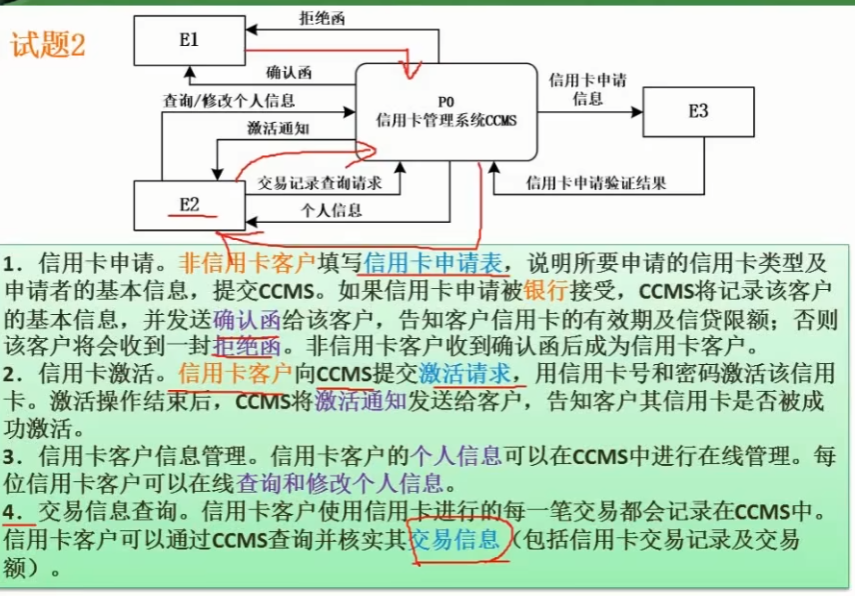 试题2
拒绝函
E1
确认函
查询/修改个人信息
激活通知
P0
信用卡管理系统CCMS
信用卡申请
信息
E3
E2
交易记录查询请求
个人信息
信用卡申请验证结果
1．信用卡申请。非信用卡客户填写信用卡申请表，说明所要申请的信用卡类型及
申请者的基本信息，提交CCMS。如果信用卡申请被银行接受，CCMS将记录该客户
的基本信息，并发送确认函给该客户，告知客户信用卡的有效期及信贷限额；否则
该客户将会收到一封拒绝函。非信用卡客户收到确认函后成为信用卡客户。
2．信用卡激活。信用卡客户向CCMS提交激活请求，用信用卡号和密码激活该信用
卡。激活操作结束后，CCMS将激活通知发送给客户，告知客户其信用卡是否被成
功激活。
3．信用卡客户信息管理。信用卡客户的个人信息可以在CCMS中进行在线管理。每
位信用卡客户可以在线查询和修改个人信息。
4．交易信息查询。信用卡客户使用信用卡进行的每一笔交易都会记录在CCMS中。
信用卡客户可以通过CCMS查询并核实其交易信息（包括信用卡交易记录及交易
额）。